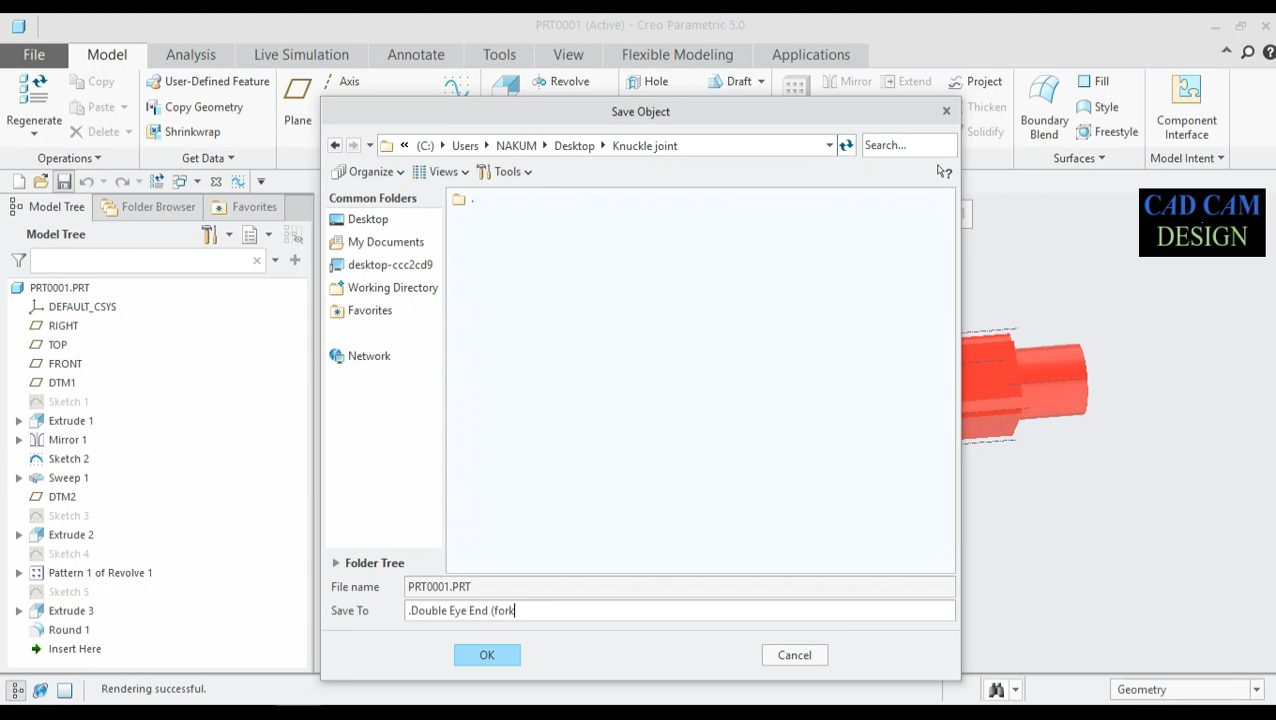 PRT0001 (Active) - Creo Parametric 5.0
File Model Analysis Live Simulation Annotate Tools View Flexible Modeling Applications
Regenerate
Copy
Paste
Delete
User-Defined Feature
Copy Geometry
Shrinkwrap
Plane
Axis
Revolve
Hole
Draft
Mirror
Extend
Project
Thicken
Solidify
Boundary
Blend
Fill
Style
Freestyle
Component
Interface
Operations Get Data Surfaces Model Intent
Save Object
(C:) Users NAKUM Desktop Knuckle joint
Search...
Organize Views Tools
Model Tree Folder Browser Favorites
Model Tree
PRT0001.PRT
DEFAULT_CSYS
RIGHT
TOP
FRONT
DTM1
Sketch 1
Extrude 1
Mirror 1
Sketch 2
Sweep 1
DTM2
Sketch 3
Extrude 2
Sketch 4
Pattern 1 of Revolve 1
Sketch 5
Extrude 3
Round 1
Insert Here
Common Folders
Desktop
My Documents
desktop-ccc2cd9
Working Directory
Favorites
Network
.
Folder Tree
File name PRT0001.PRT
Save To .Double Eye End (fork
OK Cancel
CAD CAM
DESIGN
Rendering successful.
Geometry